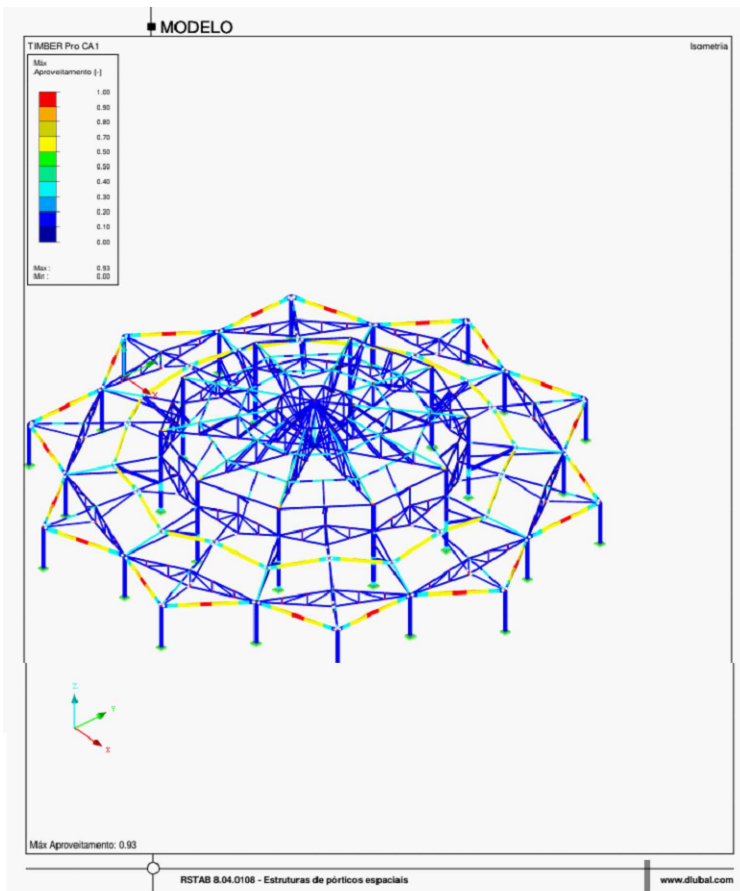 MODELO
TIMBER Pro CA1
Isometria
Máx
Aproveitamento [-]
1.00
0.90
0.80
0.70
0.50
0.50
0.40
0.30
0.20
0.10
0.00
Max : 0.93
Min : 0.00
X
Z
Y
X
Máx Aproveitamento: 0.93
RSTAB 8.04.0108 - Estruturas de pórticos espaciais
www.dlubal.com